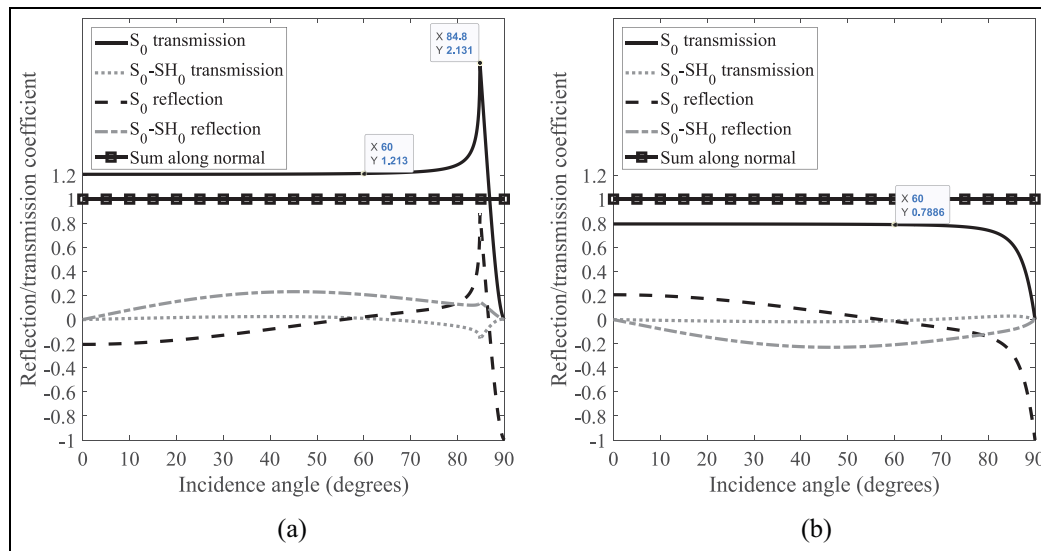 S0 transmission
S0-SH0 transmission
S0 reflection
S0-SH0 reflection
Sum along normal
X 84.8
Y 2.131
X 60
Y 1.213
1.2
1
0.8
0.6
0.4
0.2
0
-0.2
-0.4
-0.6
-0.8
-1
Reflection/transmission coefficient
0 10 20 30 40 50 60 70 80 90
Incidence angle (degrees)
(a)
S0 transmission
S0-SH0 transmission
S0 reflection
S0-SH0 reflection
Sum along normal
X 60
Y 0.7886
1.2
1
0.8
0.6
0.4
0.2
0
-0.2
-0.4
-0.6
-0.8
-1
Reflection/transmission coefficient
0 10 20 30 40 50 60 70 80 90
Incidence angle (degrees)
(b)